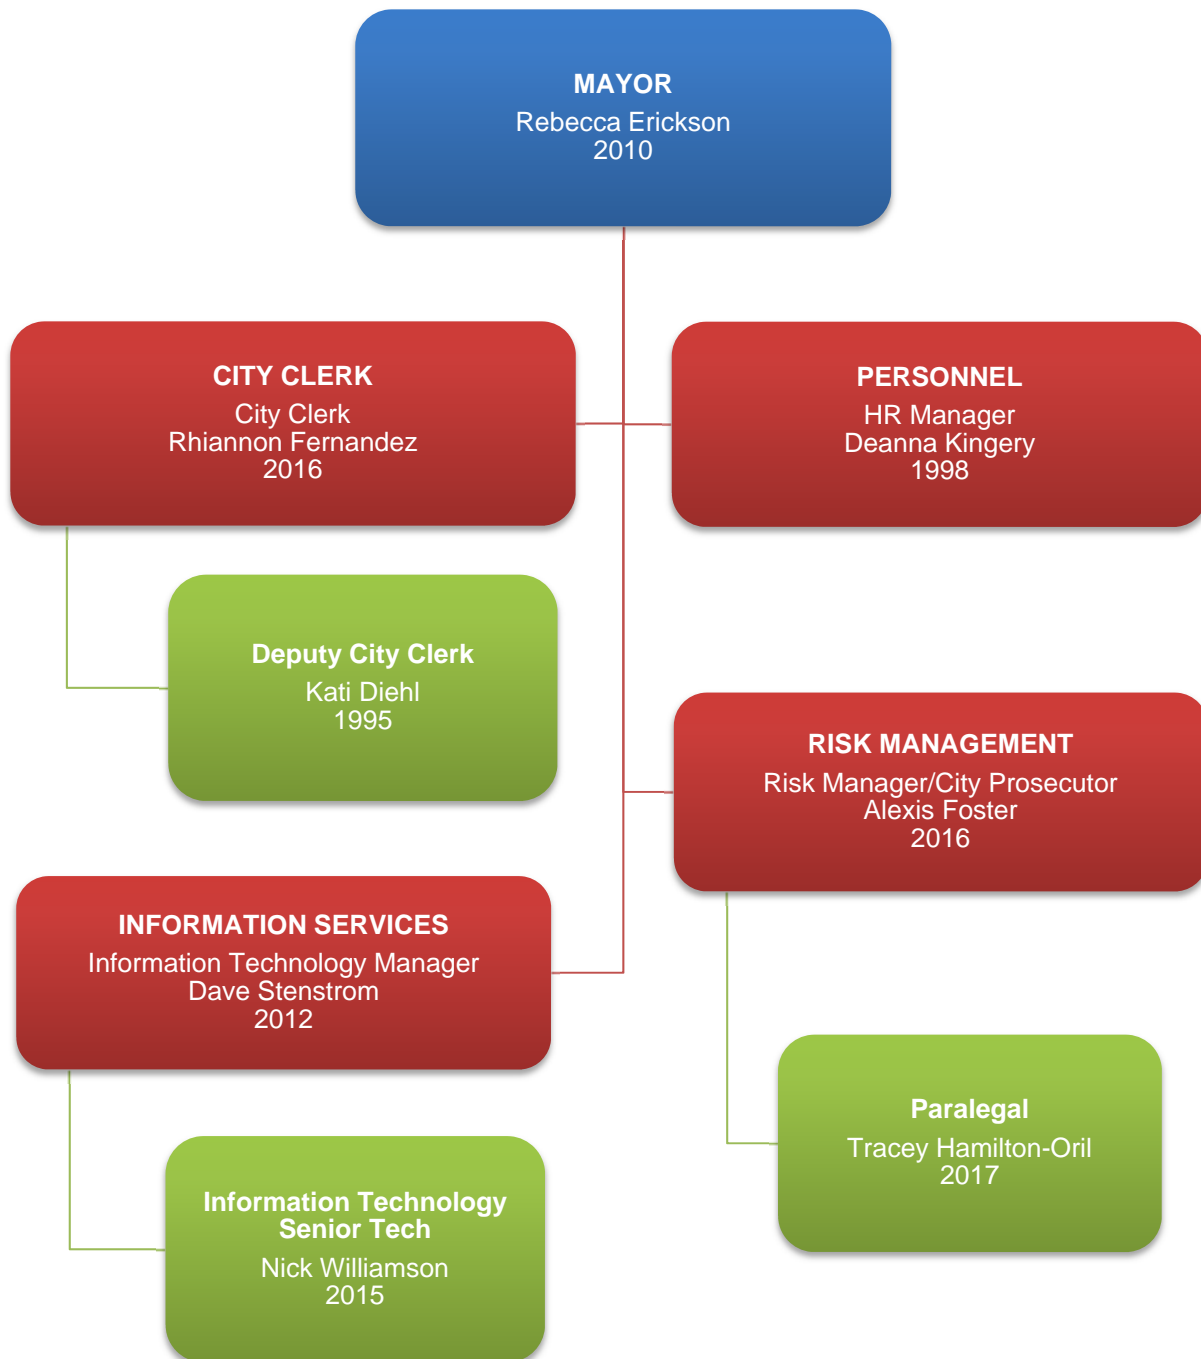 MAYOR
Rebecca Erickson
2010
CITY CLERK
City Clerk
Rhiannon Fernandez
2016
PERSONNEL
HR Manager
Deanna Kingery
1998
Deputy City Clerk
Kati Diehl
1995
RISK MANAGEMENT
Risk Manager/City Prosecutor
Alexis Foster
2016
INFORMATION SERVICES
Information Technology Manager
Dave Stenstrom
2012
Paralegal
Tracey Hamilton-Oril
2017
Information Technology
Senior Tech
Nick Williamson
2015